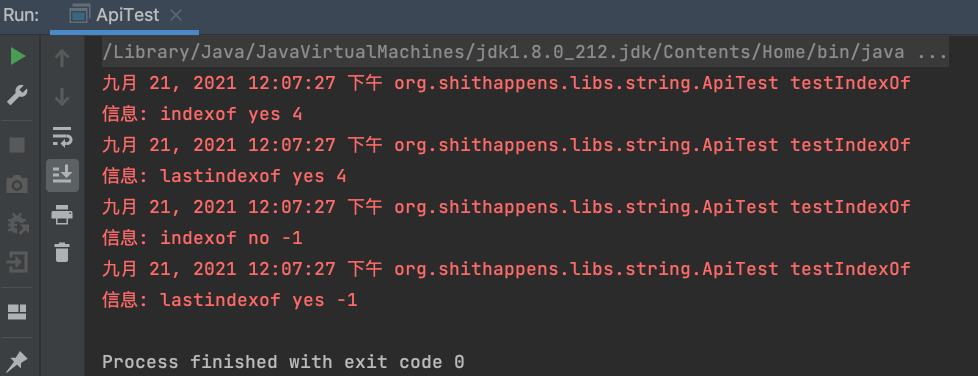 Run: ApiTest
/Library/Java/JavaVirtualMachines/jdk1.8.0_212.jdk/Contents/Home/bin/java ...
九月 21, 2021 12:07:27 下午 org.shithappens.libs.string.ApiTest testIndexOf
信息: indexof yes 4
九月 21, 2021 12:07:27 下午 org.shithappens.libs.string.ApiTest testIndexOf
信息: lastindexof yes 4
九月 21, 2021 12:07:27 下午 org.shithappens.libs.string.ApiTest testIndexOf
信息: indexof no -1
九月 21, 2021 12:07:27 下午 org.shithappens.libs.string.ApiTest testIndexOf
信息: lastindexof yes -1
Process finished with exit code 0